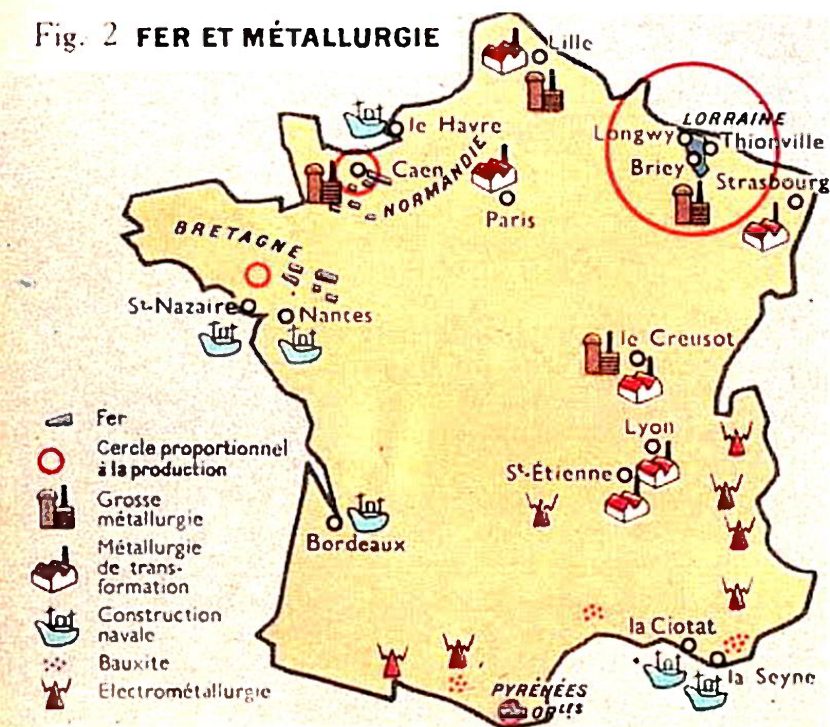 Fig. 2 FER ET MÉTALLURGIE
Lille
le Havre
LORRAINE
Longwy
Thionville
Briey
Caen
NORMANDIE
Paris
Strasbourg
BRETAGNE
St-Nazaire
Nantes
le Creusot
Lyon
St-Étienne
Bordeaux
la Ciotat
la Seyne
PYRÉNÉES
ORLES
Fer
Cercle proportionnel
à la production
Grosse
métallurgie
Métallurgie
de trans-
formation
Construction
navale
Bauxite
Électrométallurgie